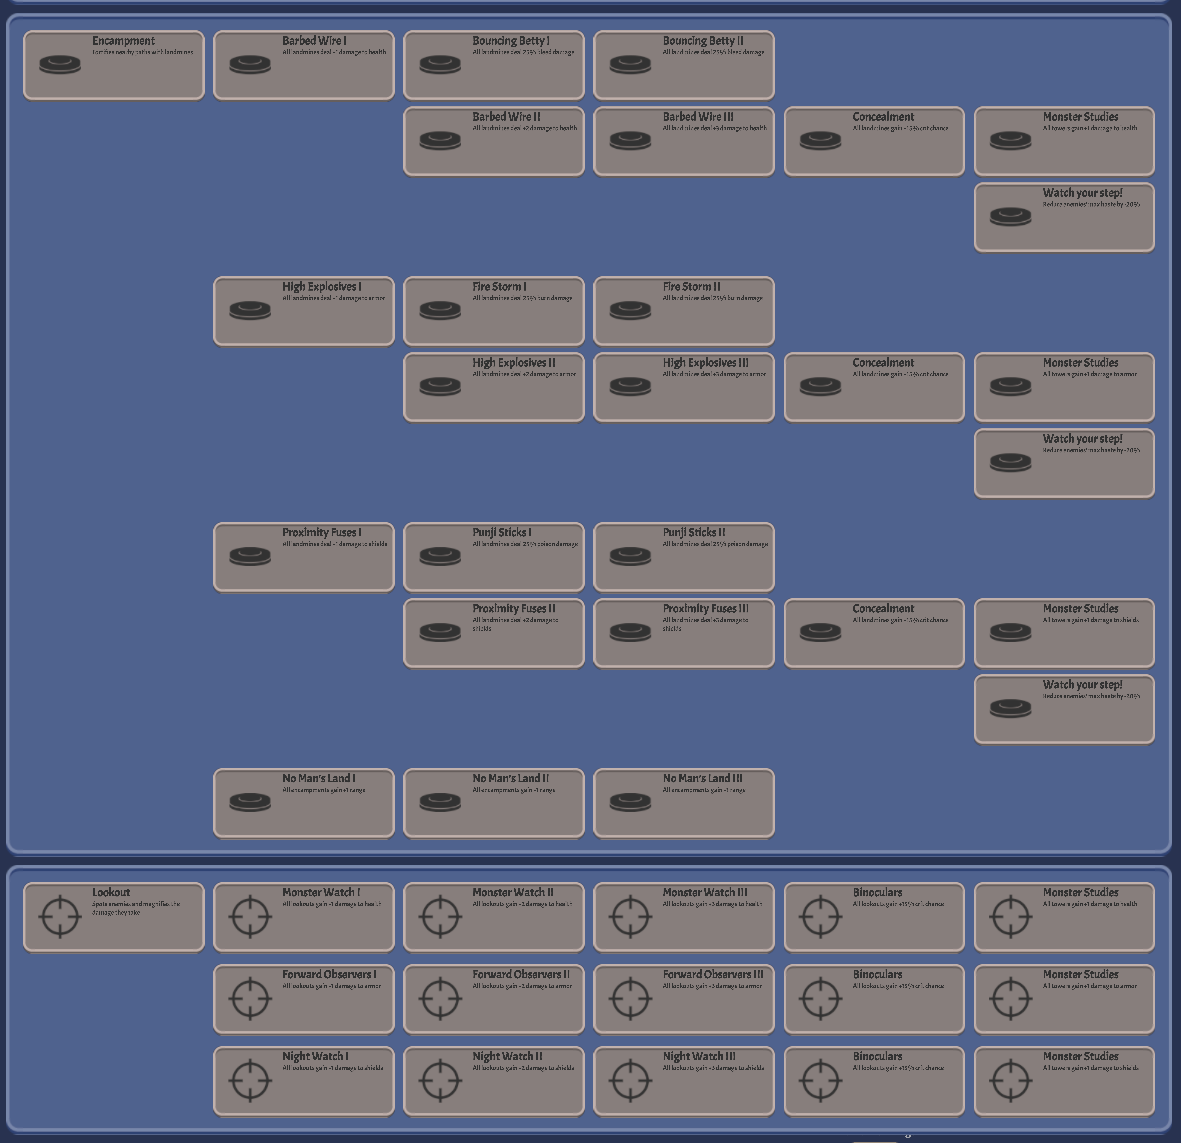 Encampment
Fortifies nearby paths with landmines
Barbed Wire I
All landmines deal +1 damage to health
Bouncing Betty I
All landmines deal 25% bleed damage
Bouncing Betty II
All landmines deal 25% bleed damage
Barbed Wire II
All landmines deal +2 damage to health
Barbed Wire III
All landmines deal +3 damage to health
Concealment
All landmines gain +15% crit chance
Monster Studies
All towers gain +1 damage to health
Watch your step!
Reduce enemies' max haste by -20%
High Explosives I
All landmines deal +1 damage to armor
Fire Storm I
All landmines deal 25% burn damage
Fire Storm II
All landmines deal 25% burn damage
High Explosives II
All landmines deal +2 damage to armor
High Explosives III
All landmines deal +3 damage to armor
Concealment
All landmines gain +15% crit chance
Monster Studies
All towers gain +1 damage to armor
Watch your step!
Reduce enemies' max haste by -20%
Proximity Fuses I
All landmines deal +1 damage to shields
Punji Sticks I
All landmines deal 25% poison damage
Punji Sticks II
All landmines deal 25% poison damage
Proximity Fuses II
All landmines deal +2 damage to
shields
Proximity Fuses III
All landmines deal +3 damage to
shields
Concealment
All landmines gain +15% crit chance
Monster Studies
All towers gain +1 damage to shields
Watch your step!
Reduce enemies' max haste by -20%
No Man's Land I
All encampments gain +1 range
No Man's Land II
All encampments gain +1 range
No Man's Land III
All encampments gain +1 range
Lookout
Spots enemies and magnifies the
damage they take
Monster Watch I
All lookouts gain +1 damage to health
Monster Watch II
All lookouts gain +2 damage to health
Monster Watch III
All lookouts gain +3 damage to health
Binoculars
All lookouts gain +15% crit chance
Monster Studies
All towers gain +1 damage to health
Forward Observers I
All lookouts gain +1 damage to armor
Forward Observers II
All lookouts gain +2 damage to armor
Forward Observers III
All lookouts gain +3 damage to armor
Binoculars
All lookouts gain +15% crit chance
Monster Studies
All towers gain +1 damage to armor
Night Watch I
All lookouts gain +1 damage to shields
Night Watch II
All lookouts gain +2 damage to shields
Night Watch III
All lookouts gain +3 damage to shields
Binoculars
All lookouts gain +15% crit chance
Monster Studies
All towers gain +1 damage to shields